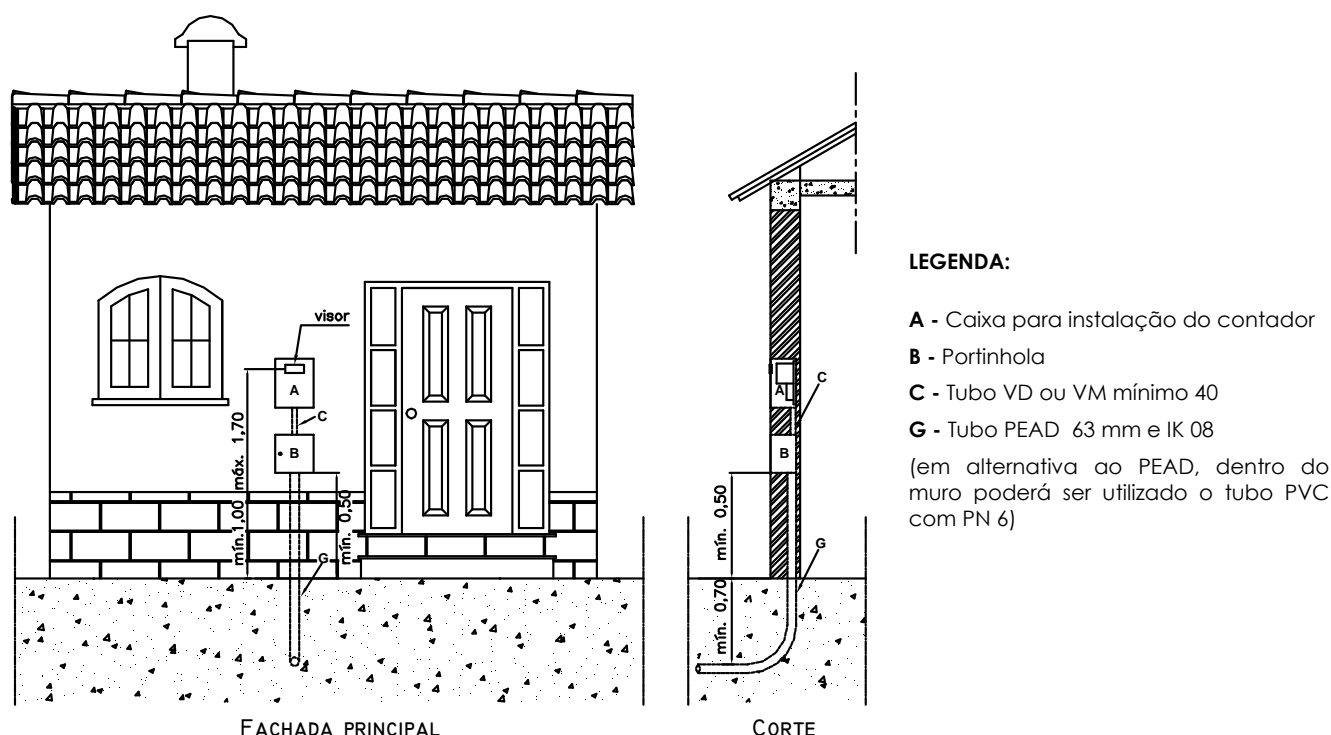 visor
A
C
B
mín.1,00 máx. 1,70
mín. 0,50
G
FACHADA PRINCIPAL
A
C
B
mín. 0,50
mín. 0,70
G
CORTE
LEGENDA:
A - Caixa para instalação do contador
B - Portinhola
C - Tubo VD ou VM mínimo 40
G - Tubo PEAD 63 mm e IK 08
(em alternativa ao PEAD, dentro do
muro poderá ser utilizado o tubo PVC
com PN 6)